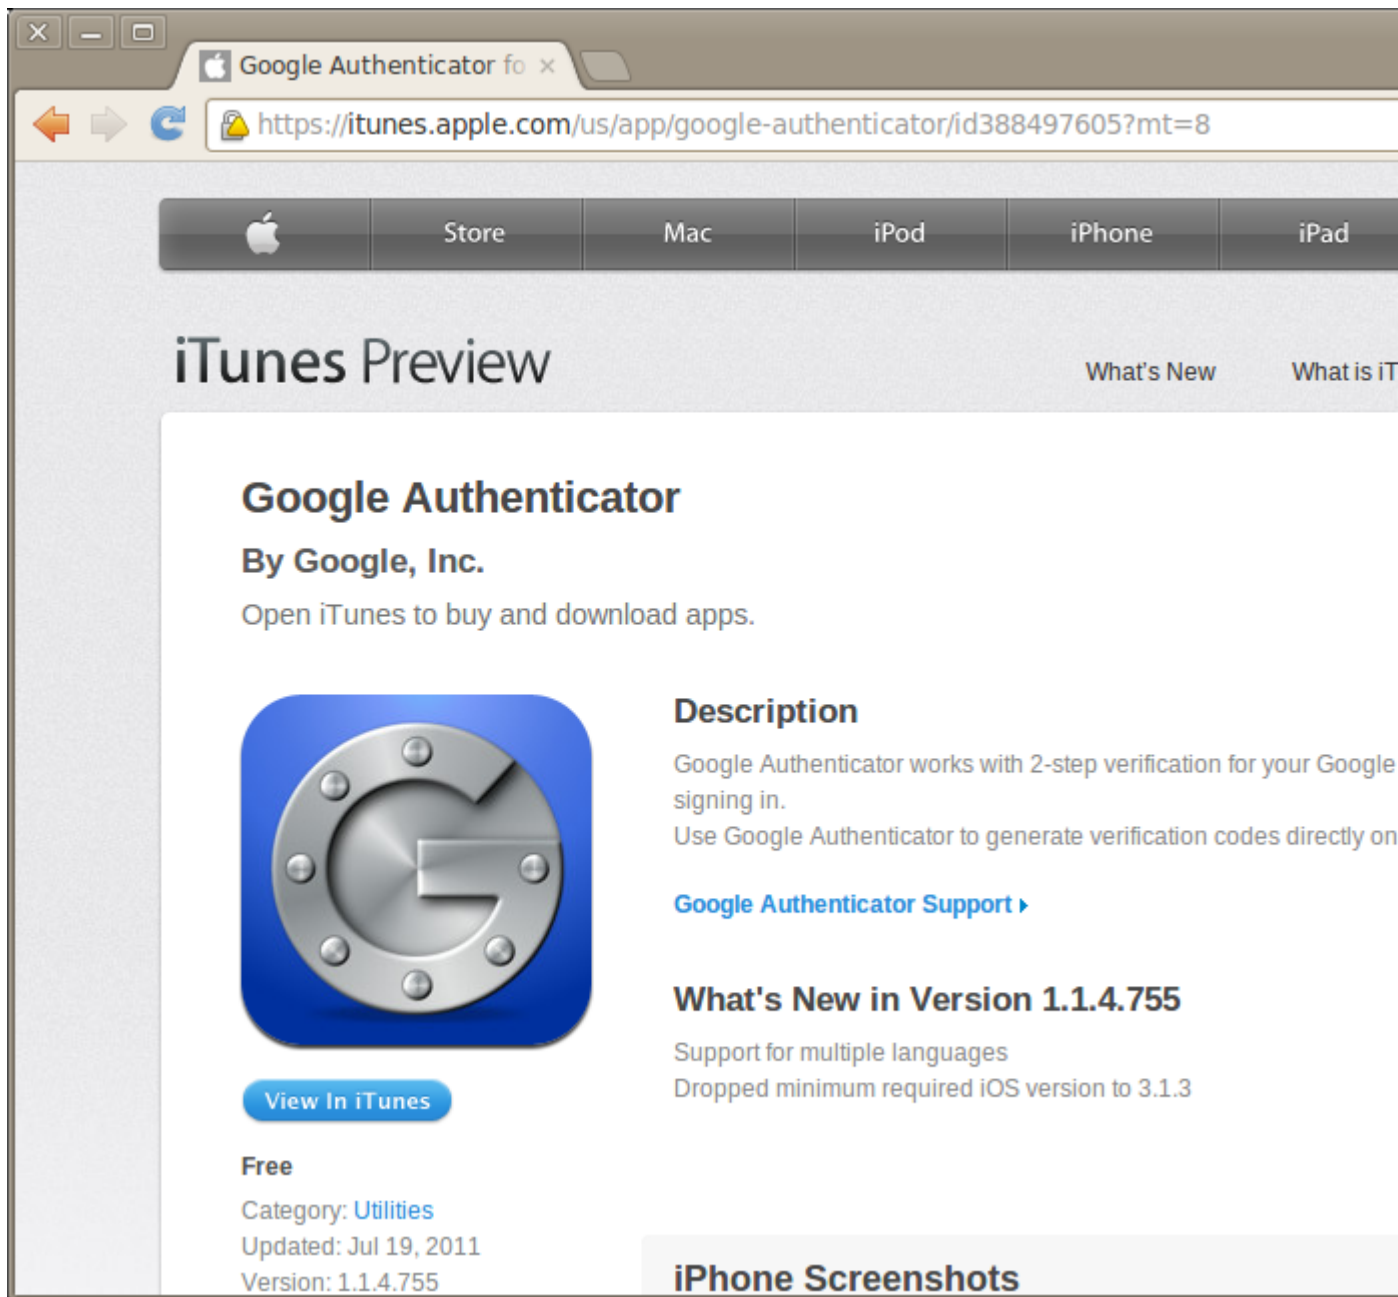 Google Authenticator fo
https://itunes.apple.com/us/app/google-authenticator/id388497605?mt=8
Store Mac iPod iPhone iPad
iTunes Preview
What's New What is iT
Google Authenticator
By Google, Inc.
Open iTunes to buy and download apps.
Description
Google Authenticator works with 2-step verification for your Google
signing in.
Use Google Authenticator to generate verification codes directly on
Google Authenticator Support
What's New in Version 1.1.4.755
Support for multiple languages
Dropped minimum required iOS version to 3.1.3
View In iTunes
Free
Category: Utilities
Updated: Jul 19, 2011
Version: 1.1.4.755
iPhone Screenshots